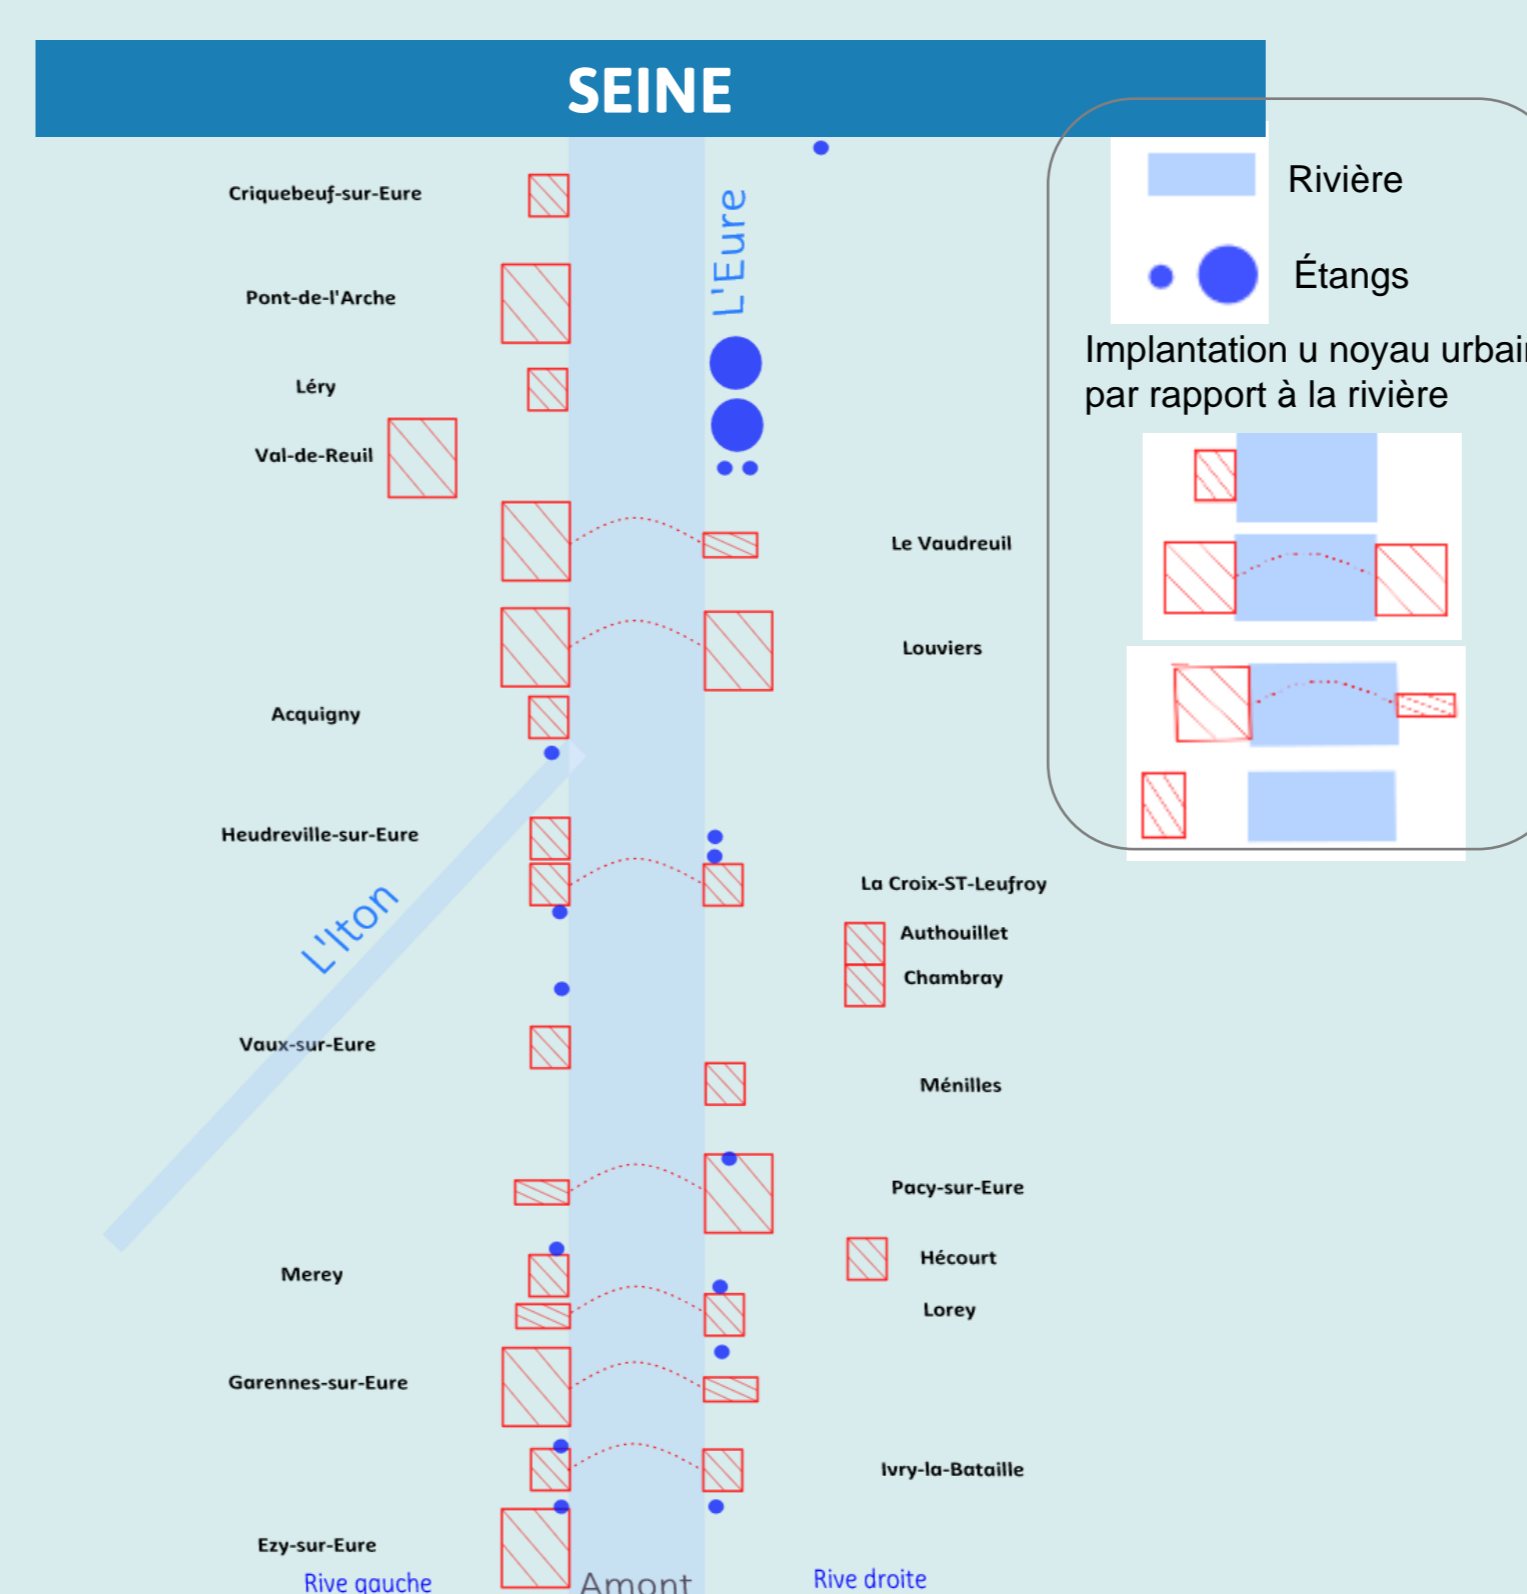 SEINE
Criquebeuf-sur-Eure
L'Eure
Rivière
Étangs
Pont-de-l'Arche
Implantation u noyau urbain
par rapport à la rivière
Léry
Val-de-Reuil
Le Vaudreuil
Louviers
Acquigny
Heudreville-sur-Eure
La Croix-ST-Leufroy
L'Iton
Authouillet
Chambray
Vaux-sur-Eure
Ménilles
Pacy-sur-Eure
Hécourt
Merey
Lorey
Garennes-sur-Eure
Ivry-la-Bataille
Ezy-sur-Eure
Rive gauche
Amont
Rive droite